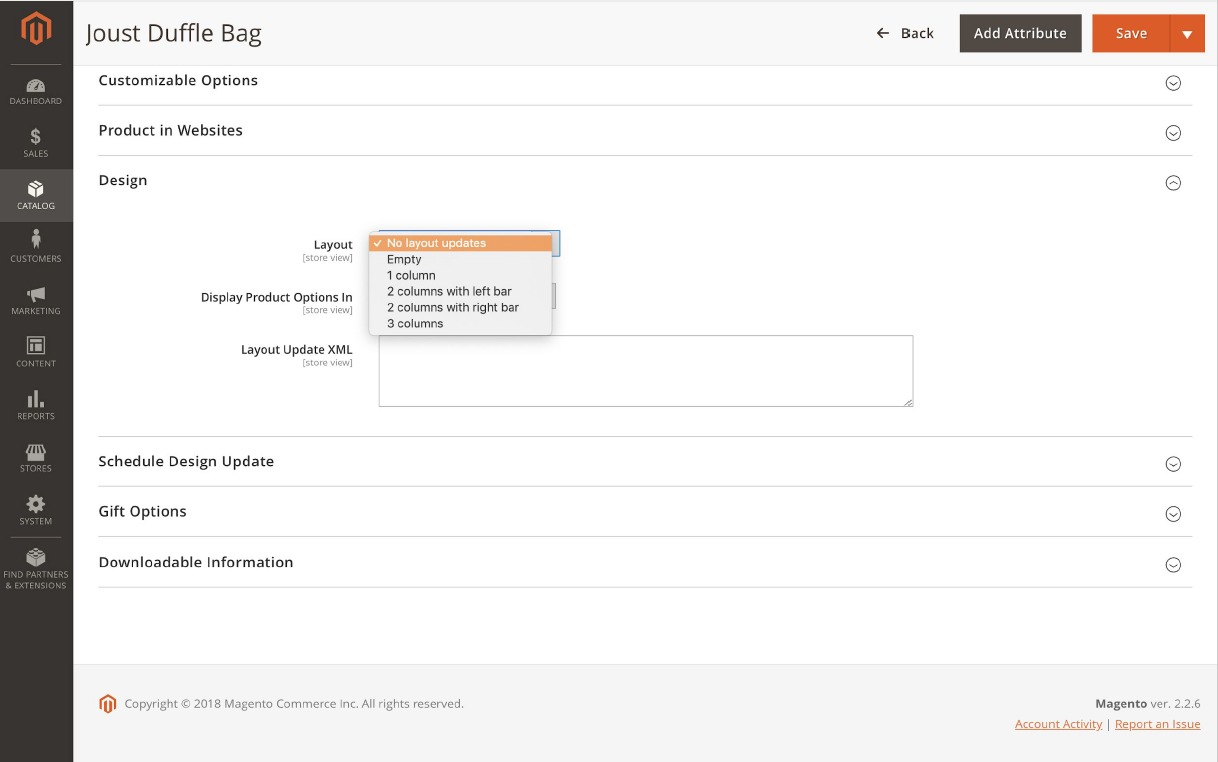 Joust Duffle Bag
Back
Add Attribute
Save
DASHBOARD
SALES
CATALOG
CUSTOMERS
MARKETING
CONTENT
REPORTS
STORES
SYSTEM
FIND PARTNERS
& EXTENSIONS
Customizable Options
Product in Websites
Design
Layout
[store view]
No layout updates
Empty
1 column
2 columns with left bar
2 columns with right bar
3 columns
Display Product Options In
[store view]
Layout Update XML
[store view]
Schedule Design Update
Gift Options
Downloadable Information
Copyright © 2018 Magento Commerce Inc. All rights reserved.
Magento ver. 2.2.6
Account Activity | Report an Issue